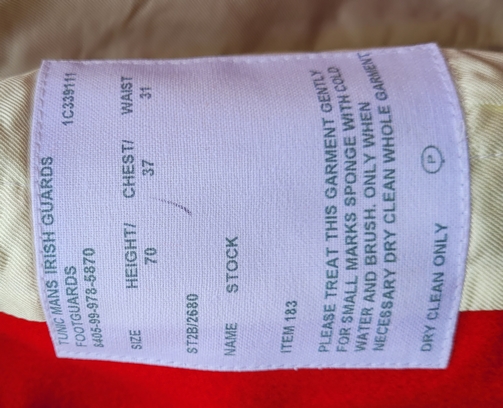 TUNIC MANS IRISH GUARDS 1C339111
FOOTGUARDS
8405-99-978-5870
SIZE HEIGHT/ CHEST/ WAIST
70 37 31
ST2B/2680
NAME STOCK
ITEM 183
PLEASE TREAT THIS GARMENT GENTLY
FOR SMALL MARKS SPONGE WITH COLD
WATER AND BRUSH. ONLY WHEN
NECESSARY DRY CLEAN WHOLE GARMENT
DRY CLEAN ONLY P